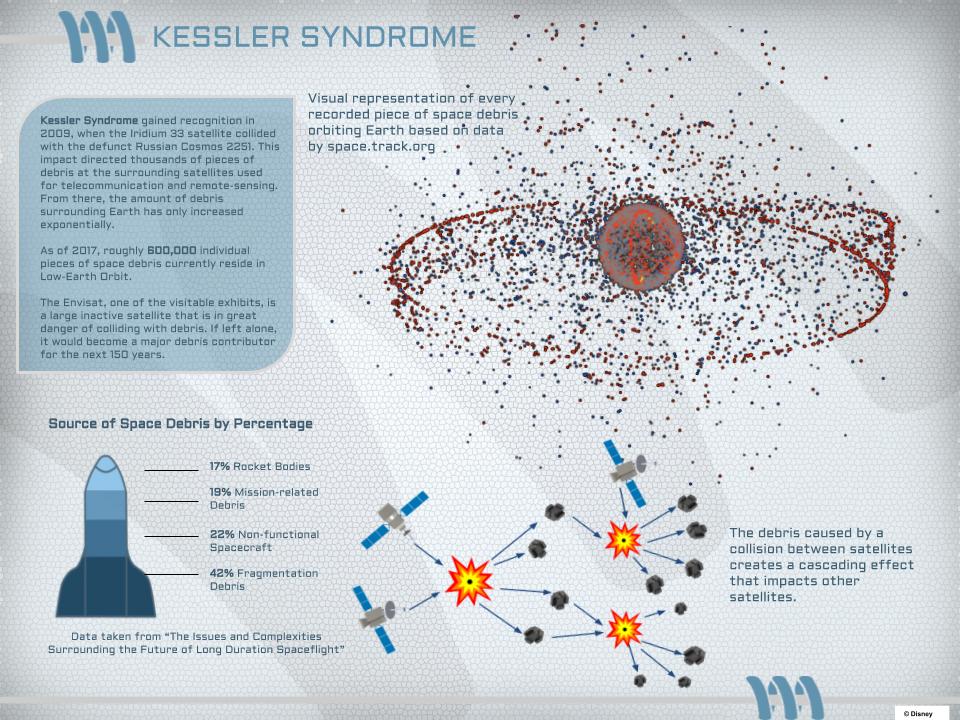 KESSLER SYNDROME
Kessler Syndrome gained recognition in
2009, when the Iridium 33 satellite collided
with the defunct Russian Cosmos 2251. This
impact directed thousands of pieces of
debris at the surrounding satellites used
for telecommunication and remote-sensing.
From there, the amount of debris
surrounding Earth has only increased
exponentially.
As of 2017, roughly 600,000 individual
pieces of space debris currently reside in
Low-Earth Orbit.
The Envisat, one of the visitable exhibits, is
a large inactive satellite that is in great
danger of colliding with debris. If left alone,
it would become a major debris contributor
for the next 150 years.
Visual representation of every
recorded piece of space debris
orbiting Earth based on data
by space.track.org
Source of Space Debris by Percentage
17% Rocket Bodies
19% Mission-related
Debris
22% Non-functional
Spacecraft
42% Fragmentation
Debris
Data taken from “The Issues and Complexities
Surrounding the Future of Long Duration Spaceflight”
The debris caused by a
collision between satellites
creates a cascading effect
that impacts other
satellites.
© Disney